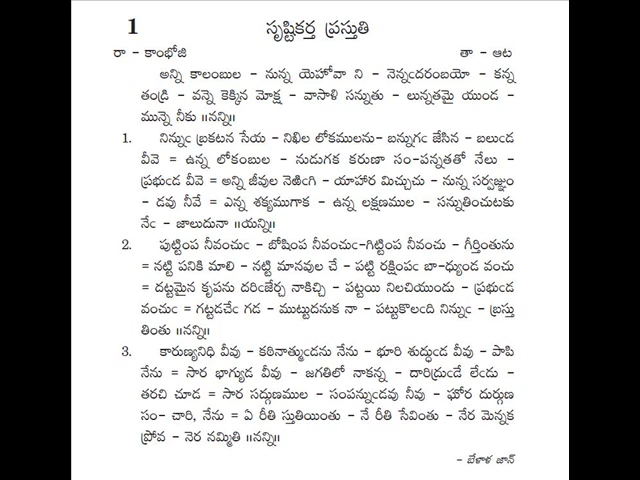 1 సృష్టికర్త ప్రస్తుతి
రా - కాంభోజి తా - ఆట
అన్ని కాలంబుల - నున్న యెహోవా ని - నెన్నఁదరంబయో - కన్న
తండ్రి - వన్నె కెక్కిన మోక్ష - వాసాళి సన్నుతు - లున్నతమై యుండ -
మున్నె నీకు ॥నన్ని॥
1. నిన్నుఁ బ్రకటన సేయ - నిఖిల లోకములను- బన్నుగఁ జేసిన - బలుండ
వీవె = ఉన్న లోకంబుల - నుడుగక కరుణా సం-పన్నతతో నేలు -
ప్రభుండ వీవె = అన్ని జీవుల నెఱిఁగి - యాహార మిచ్చుచు - నున్న సర్వజ్ఞుం
- డవు నీవే = ఎన్న శక్యముగాక - ఉన్న లక్షణముల - సన్నుతించుటకు
నేఁ - జాలుదునా ॥యన్ని॥
2. పుట్టింప నీవంచుఁ - బోషింప నీవంచుఁ-గిట్టింప నీవంచు - గీర్తింతును
= నట్టి పనికి మాలి - నట్టి మానవుల చే - పట్టి రక్షింపఁ బా-ధ్యుండ వంచు
= దట్టమైన కృపను దరిఁజేర్చ నాకిచ్చి - పట్టయి నిలచియుండు - ప్రభుండ
వంచుఁ = గట్టడచేఁ గడ - ముట్టుదనుక నా - పట్టుకొలఁది నిన్నుఁ - బ్రస్తు
తింతు ॥నన్ని॥
3. కారుణ్యనిధి వీవు - కఠినాత్ముఁడను నేను - భూరి శుద్ధుండ వీవు - పాపి
నేను = సార భాగ్యుడ వీవు - జగతిలో నాకన్న - దారిద్రుఁడే లేఁడు -
తరచి చూడ = సార సద్గుణముల - సంపన్నుఁడవు నీవు - ఘోర దుర్గుణ
సం- చారి, నేను = ఏ రీతి స్తుతియింతు - నే రీతి సేవింతు - నేర మెన్నక
ప్రోవ - నెర నమ్మితి ॥నన్ని॥
- బేళాళ జాన్